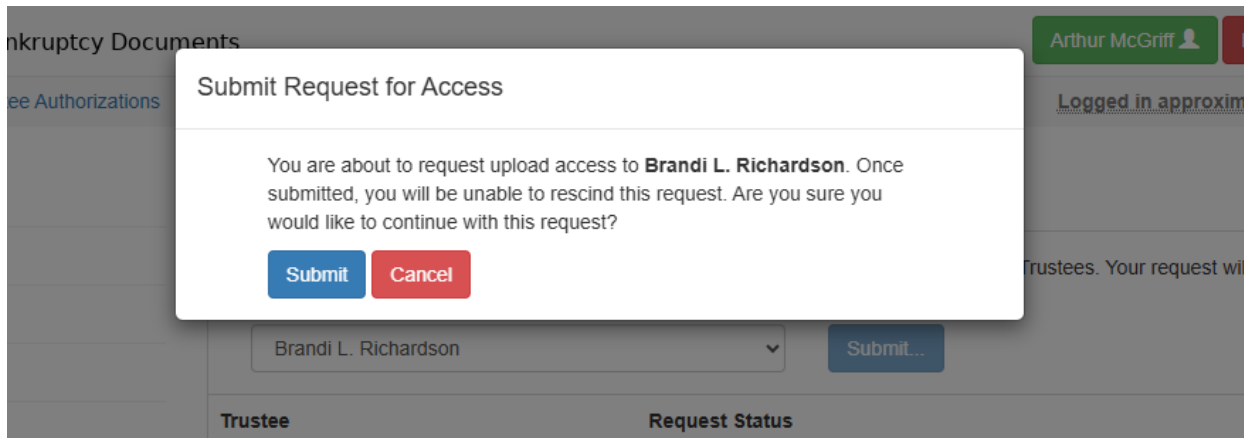 nkruptcy Documents
Arthur McGriff
Submit Request for Access
ee Authorizations
Logged in approxim
You are about to request upload access to Brandi L. Richardson. Once
submitted, you will be unable to rescind this request. Are you sure you
would like to continue with this request?
Submit
Cancel
Trustees. Your request wil
Brandi L. Richardson
Submit...
Trustee
Request Status